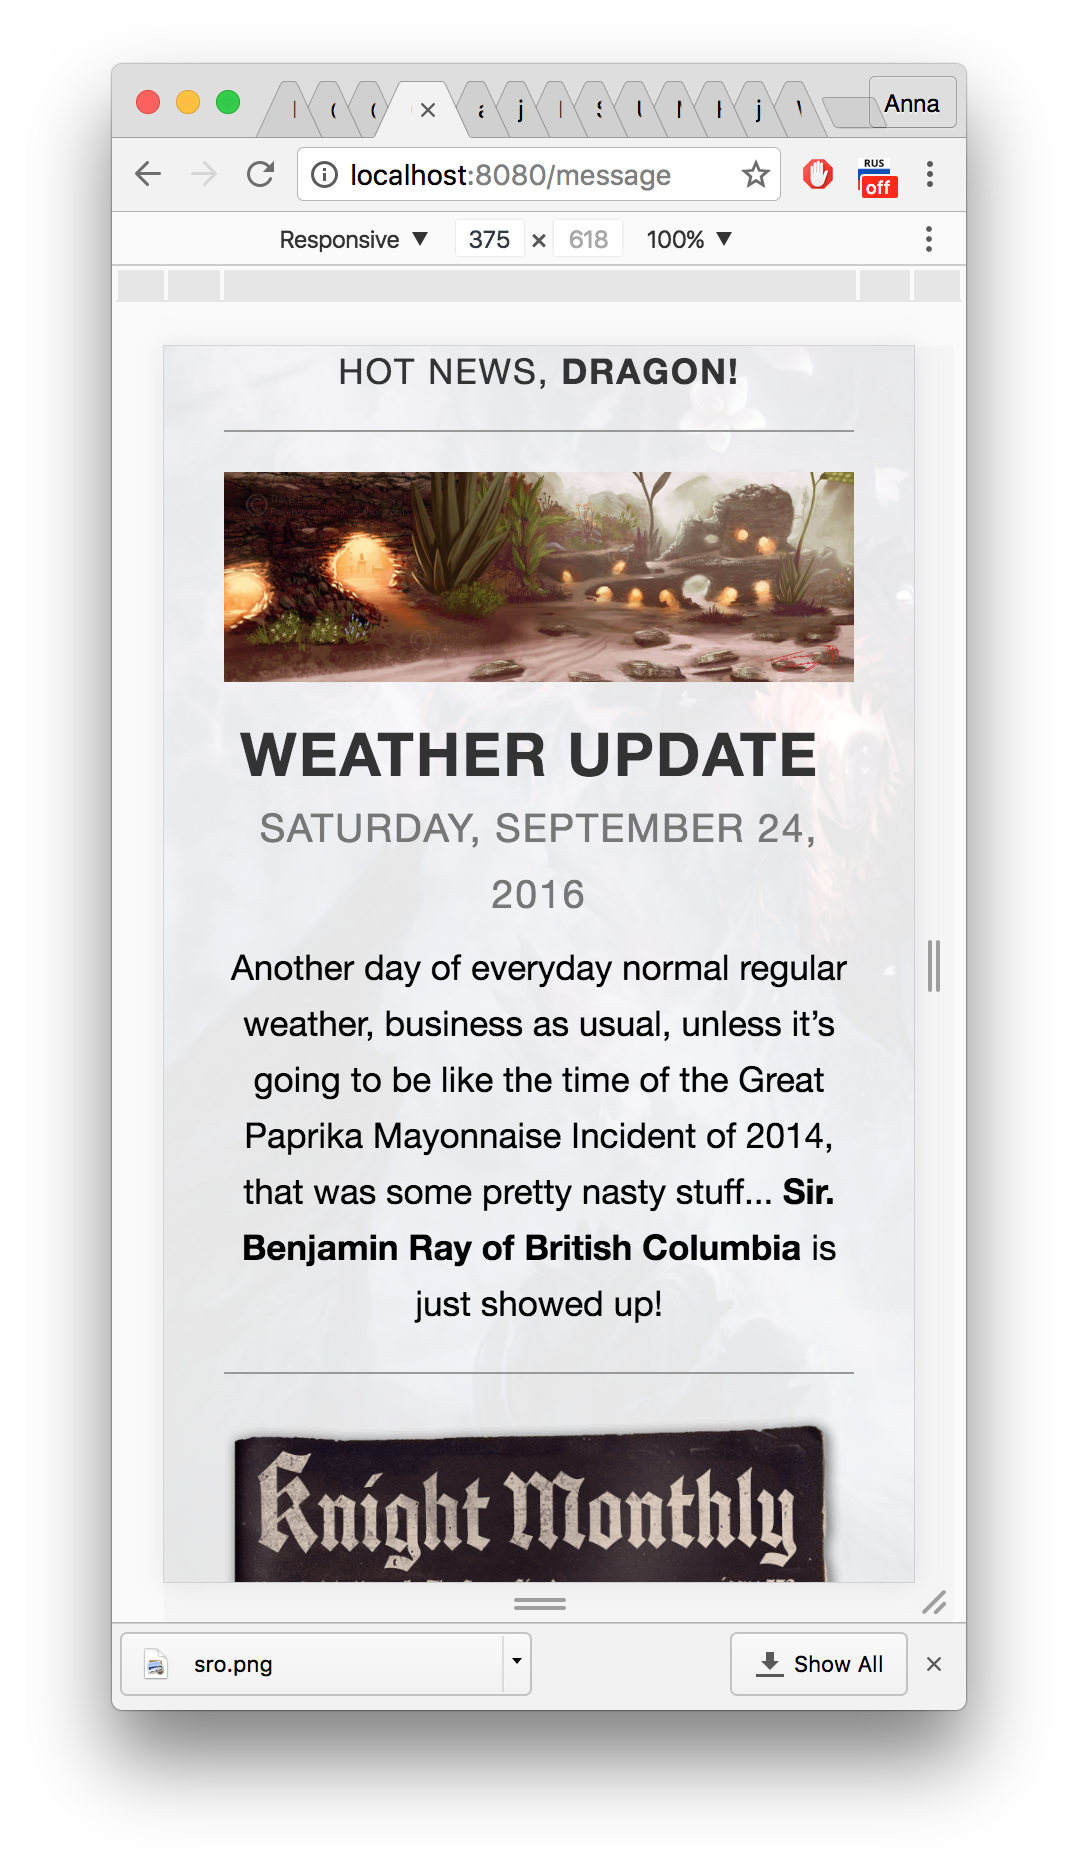 Anna
localhost:8080/message
RUS
off
Responsive
375 × 618
100%
HOT NEWS, DRAGON!
WEATHER UPDATE
SATURDAY, SEPTEMBER 24,
2016
Another day of everyday normal regular
weather, business as usual, unless it’s
going to be like the time of the Great
Paprika Mayonnaise Incident of 2014,
that was some pretty nasty stuff... Sir.
Benjamin Ray of British Columbia is
just showed up!
Knight Monthly
sro.png
Show All